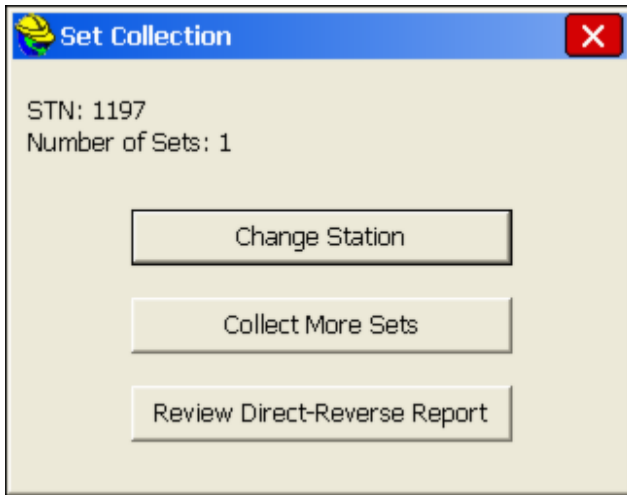 Set Collection
STN: 1197
Number of Sets: 1
Change Station
Collect More Sets
Review Direct-Reverse Report